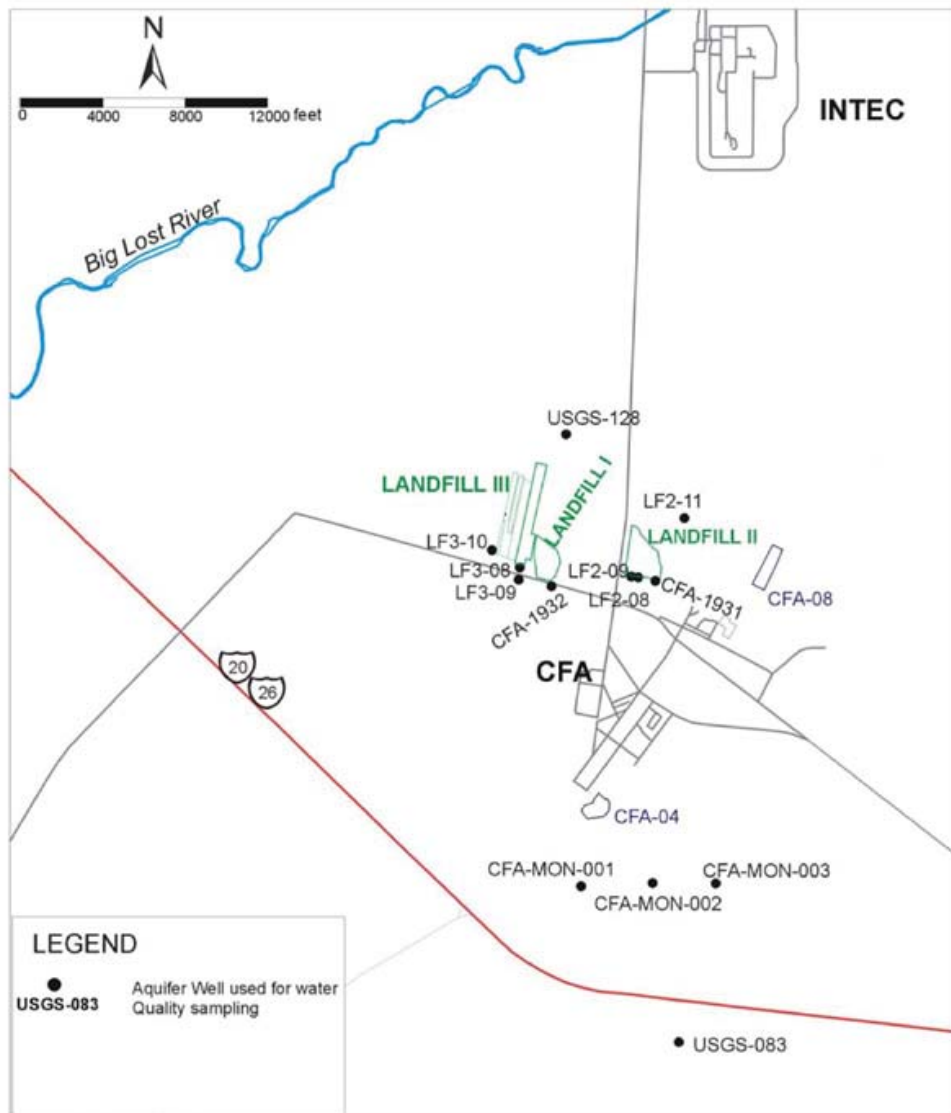 N
0 4000 8000 12000 feet
INTEC
Big Lost River
USGS-128
LANDFILL III
LANDFILL I
LF2-11
LANDFILL II
LF3-10
LF3-08
LF3-09
CFA-1932
LF2-09
LF2-08
CFA-1931
CFA-08
CFA
20
26
CFA-04
CFA-MON-001
CFA-MON-002
CFA-MON-003
LEGEND
USGS-083
Aquifer Well used for water
Quality sampling
USGS-083